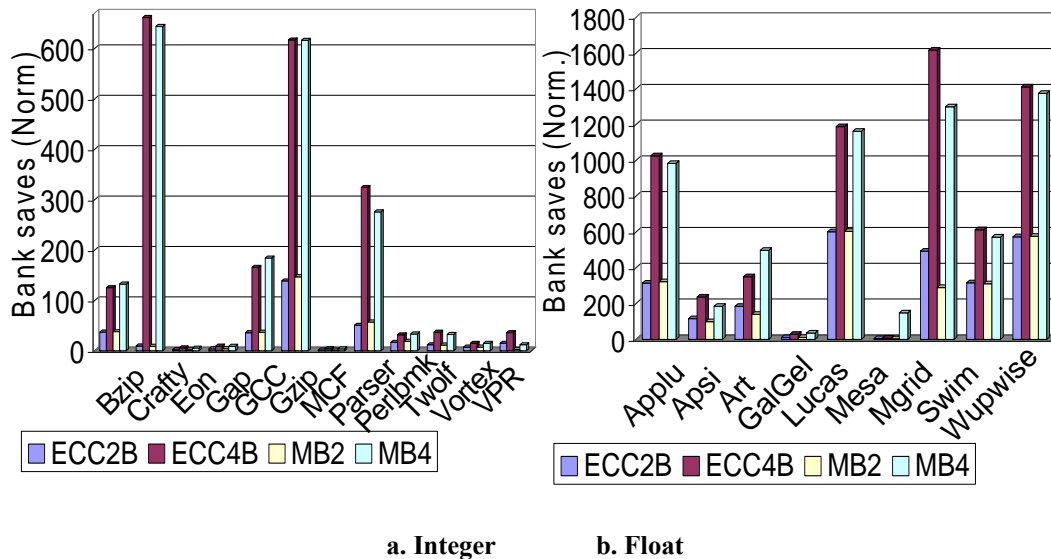 Bank saves (Norm)
600
500
400
300
200
100
0
Bzip
Crafty
Eon
Gap
GCC
Gzip
MCF
Parser
Perlbmk
Twolf
Vortex
VPR
ECC2B ECC4B MB2 MB4
Bank saves (Norm.)
1800
1600
1400
1200
1000
800
600
400
200
0
Applu
Apsi
Art
GalGel
Lucas
Mesa
Mgrid
Swim
Wupwise
ECC2B ECC4B MB2 MB4
a. Integer b. Float